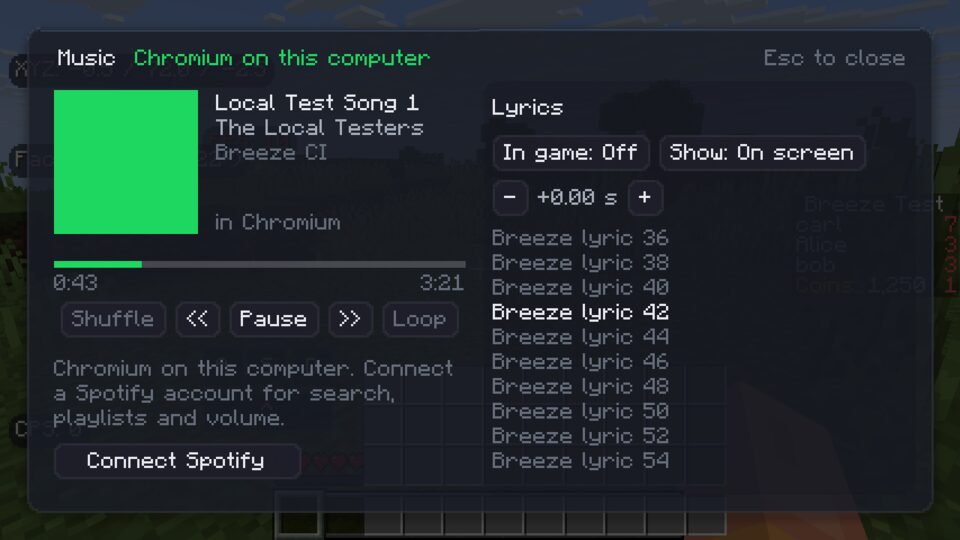 Music Chromium on this computer
Esc to close
Local Test Song 1
The Local Testers
Breeze CI
in Chromium
0:43
3:21
Shuffle << Pause >> Loop
Chromium on this computer. Connect
a Spotify account for search,
playlists and volume.
Connect Spotify
Lyrics
In game: Off
Show: On screen
- +0.00 s +
Breeze lyric 36
Breeze lyric 38
Breeze lyric 40
Breeze lyric 42
Breeze lyric 44
Breeze lyric 46
Breeze lyric 48
Breeze lyric 50
Breeze lyric 52
Breeze lyric 54
Breeze Test
carl 7
Alice 3
bob 3
Coins: 1,250 1